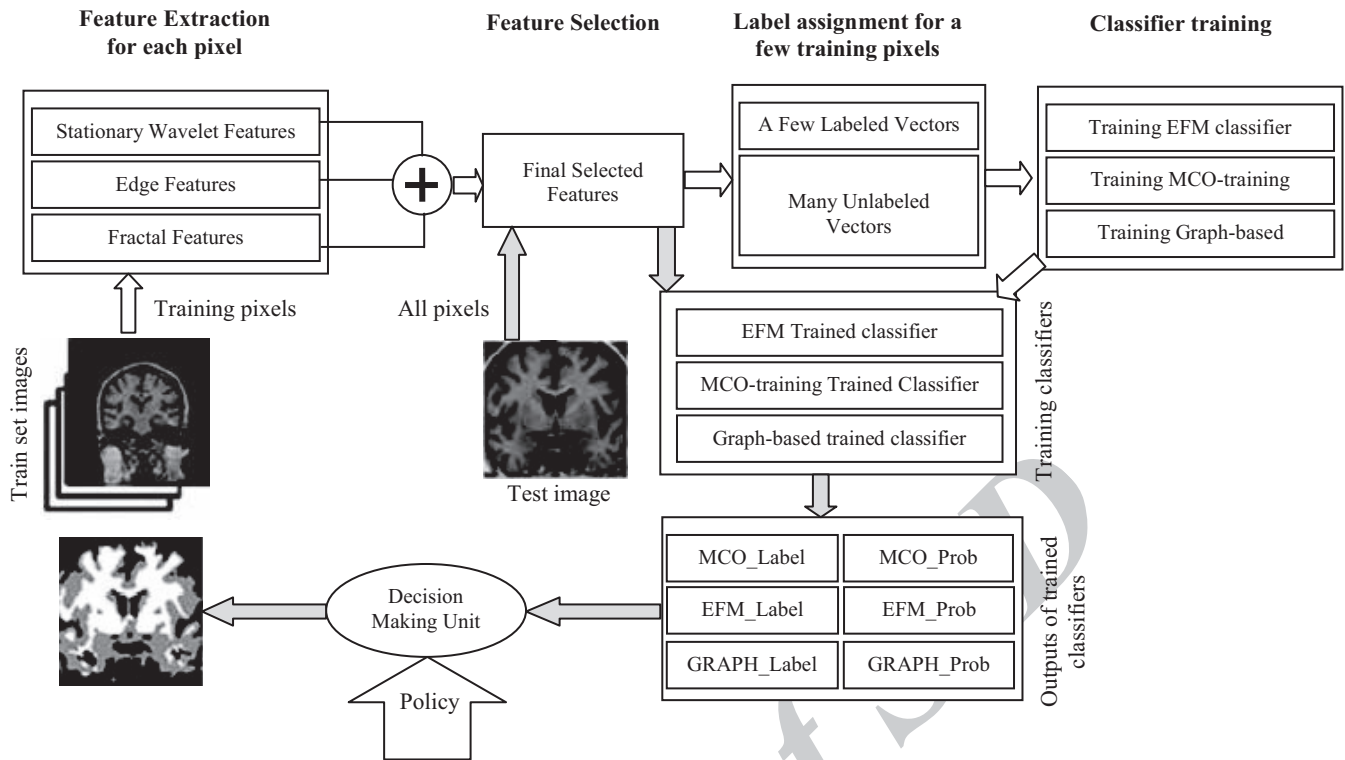 Feature Extraction
for each pixel
Feature Selection
Label assignment for a
few training pixels
Classifier training
Stationary Wavelet Features
Edge Features
Fractal Features
+
Final Selected
Features
A Few Labeled Vectors
Many Unlabeled
Vectors
Training EFM classifier
Training MCO-training
Training Graph-based
Training pixels
All pixels
Train set images
Test image
EFM Trained classifier
MCO-training Trained Classifier
Graph-based trained classifier
Training classifiers
MCO_Label
MCO_Prob
EFM_Label
EFM_Prob
GRAPH_Label
GRAPH_Prob
Outputs of trained
classifiers
Decision
Making Unit
Policy
f SID